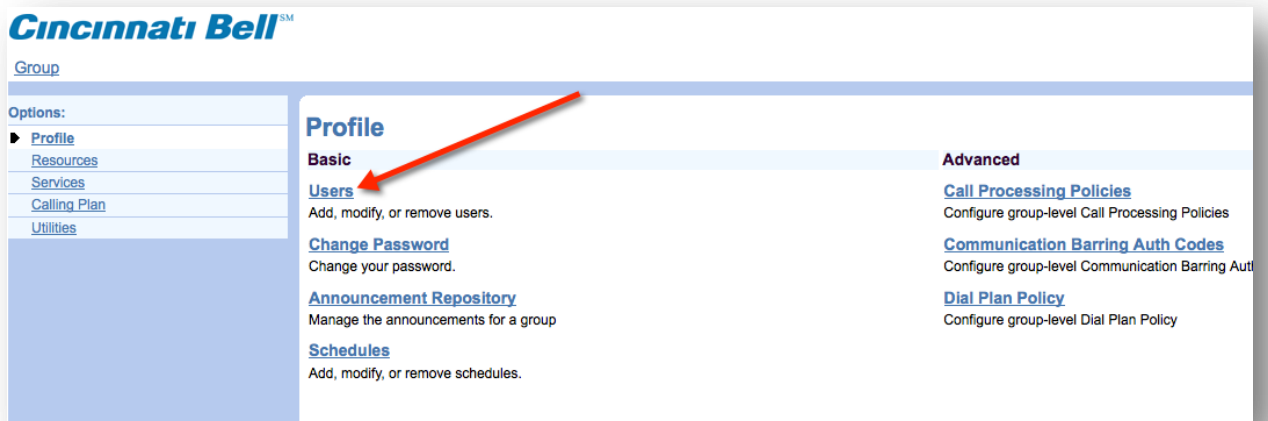 Cincinnati Bell SM
Group
Options:
Profile
Resources
Services
Calling Plan
Utilities
Profile
Basic
Users
Add, modify, or remove users.
Change Password
Change your password.
Announcement Repository
Manage the announcements for a group
Schedules
Add, modify, or remove schedules.
Advanced
Call Processing Policies
Configure group-level Call Processing Policies
Communication Barring Auth Codes
Configure group-level Communication Barring Aut
Dial Plan Policy
Configure group-level Dial Plan Policy